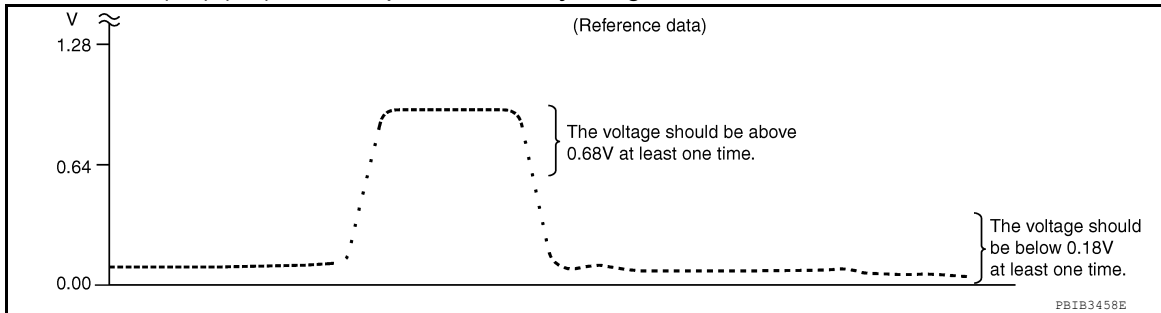 V
(Reference data)
1.28
The voltage should be above
0.68V at least one time.
0.64
The voltage should
be below 0.18V
at least one time.
0.00
PBIB3458E